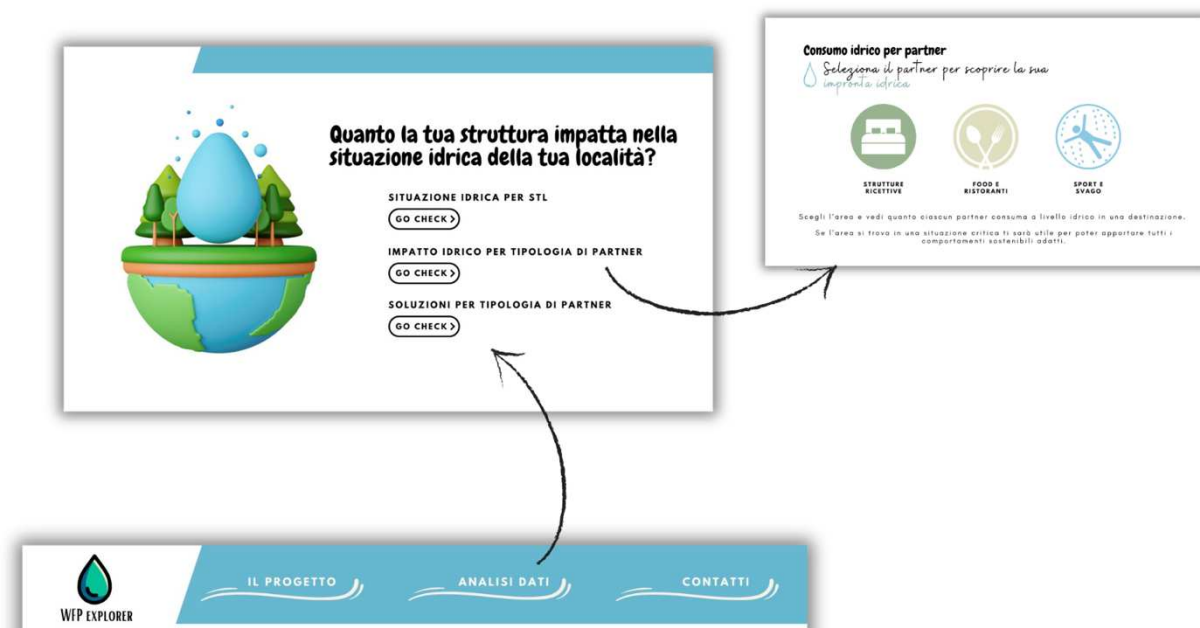 Quanto la tua struttura impatta nella
situazione idrica della tua località?
SITUAZIONE IDRICA PER STL
GO CHECK >
IMPATTO IDRICO PER TIPOLOGIA DI PARTNER
GO CHECK >
SOLUZIONI PER TIPOLOGIA DI PARTNER
GO CHECK >
Consumo idrico per partner
Seleziona il partner per scoprire la sua
impronta idrica
STRUTTURE
RICETTIVE
FOOD E
RISTORANTI
SPORT E
SVAGO
Scegli l'area e vedi quanto ciascun partner consuma a livello idrico in una destinazione.
Se l'area si trova in una situazione critica ti sarà utile per poter apportare tutti i
comportamenti sostenibili adatti.
WFP EXPLORER
IL PROGETTO
ANALISI DATI
CONTATTI